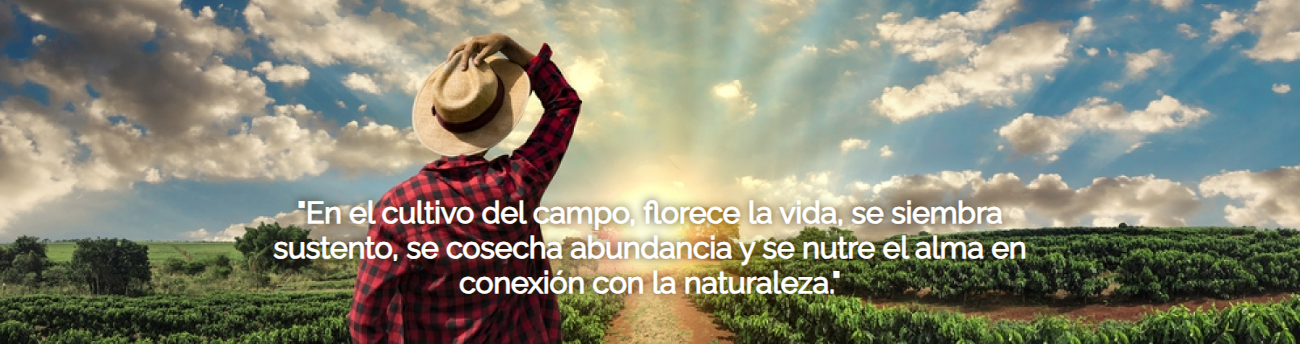 "En el cultivo del campo, florece la vida, se siembra
sustento, se cosecha abundancia y se nutre el alma en
conexión con la naturaleza."